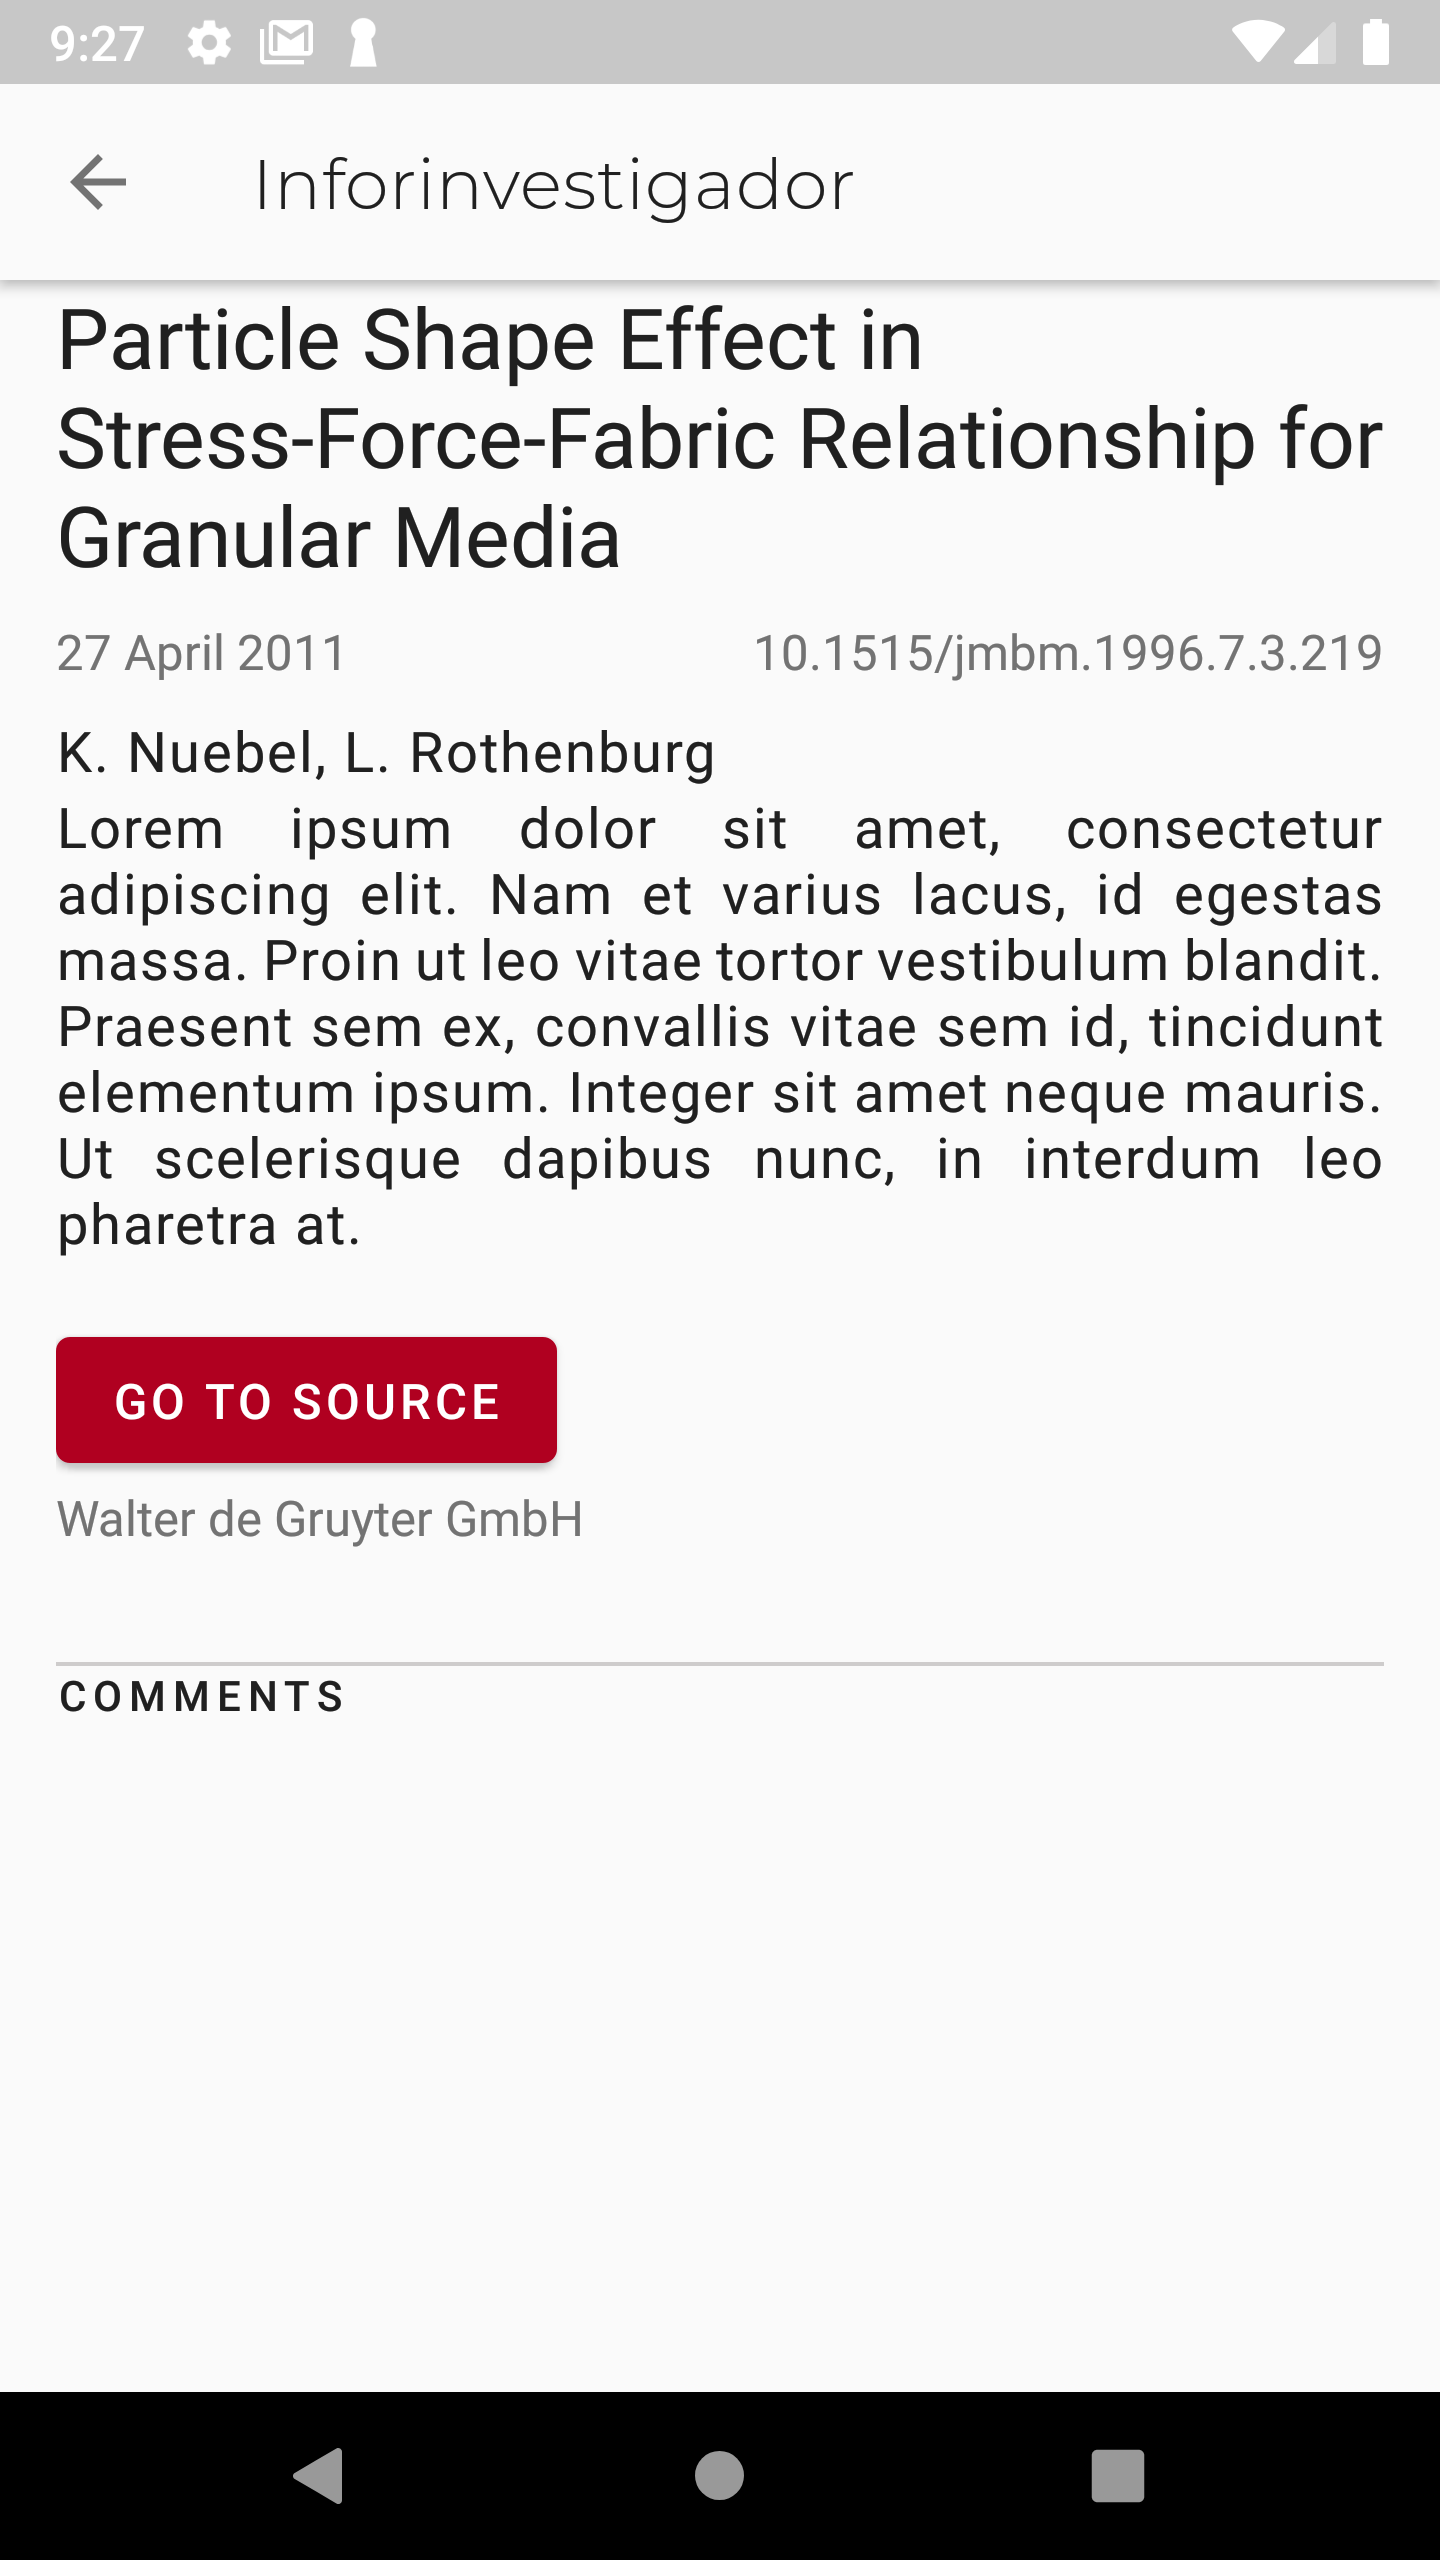 9:27
Inforinvestigador
Particle Shape Effect in
Stress-Force-Fabric Relationship for
Granular Media
27 April 2011 10.1515/jmbm.1996.7.3.219
K. Nuebel, L. Rothenburg
Lorem ipsum dolor sit amet, consectetur
adipiscing elit. Nam et varius lacus, id egestas
massa. Proin ut leo vitae tortor vestibulum blandit.
Praesent sem ex, convallis vitae sem id, tincidunt
elementum ipsum. Integer sit amet neque mauris.
Ut scelerisque dapibus nunc, in interdum leo
pharetra at.
GO TO SOURCE
Walter de Gruyter GmbH
COMMENTS